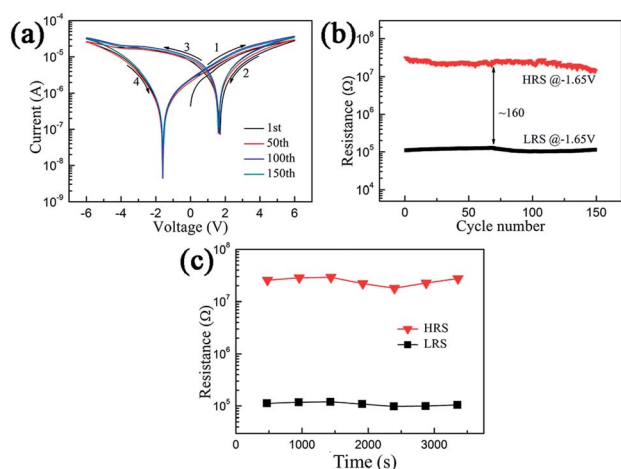 (a)
10^-4
10^-5
10^-6
10^-7
10^-8
10^-9
Current (A)
3
1
4
2
1st
50th
100th
150th
-6 -4 -2 0 2 4 6
Voltage (V)
(b)
10^8
10^7
10^6
10^5
Resistance (Ω)
HRS @-1.65V
~160
LRS @-1.65V
0 50 100 150
Cycle number
(c)
10^8
10^7
10^6
10^5
Resistance (Ω)
HRS
LRS
0 1000 2000 3000
Time (s)